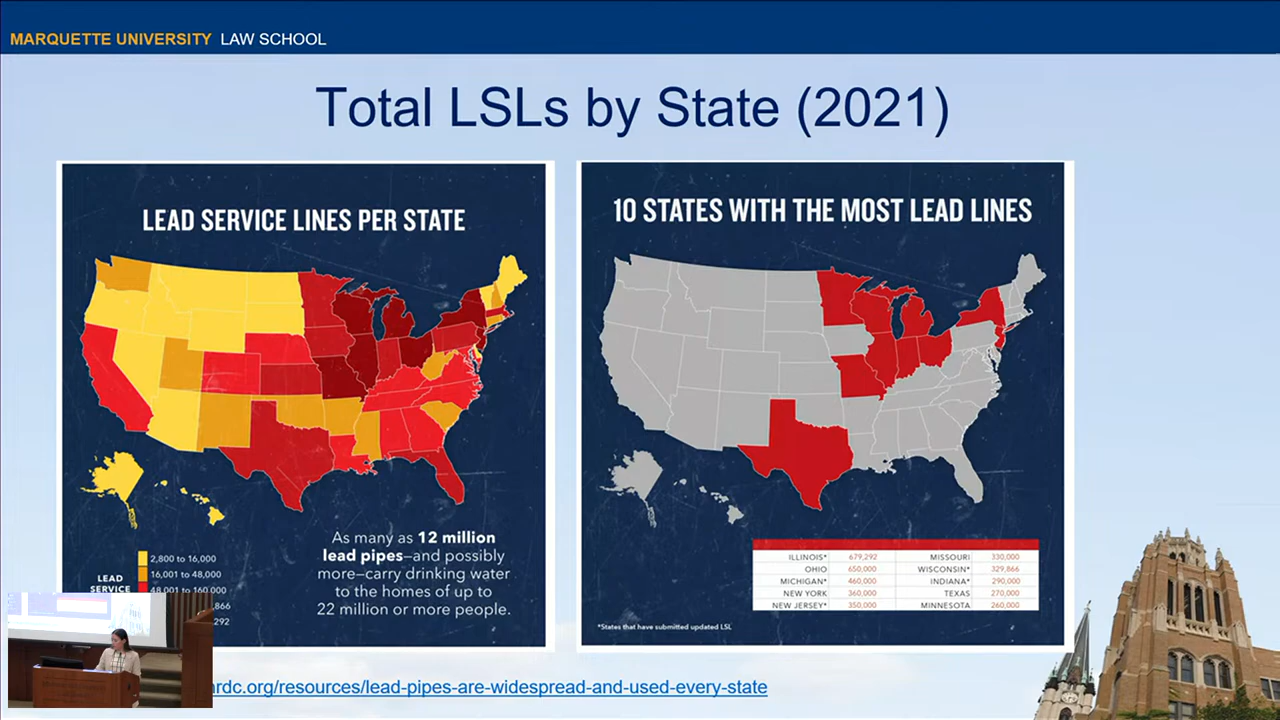 MARQUETTE UNIVERSITY LAW SCHOOL
Total LSLs by State (2021)
LEAD SERVICE LINES PER STATE
As many as 12 million
lead pipes—and possibly
more—carry drinking water
to the homes of up to
22 million or more people.
LEAD
SERVICE
2,800 to 16,000
16,001 to 48,000
48,001 to 160,000
,866
292
10 STATES WITH THE MOST LEAD LINES
ILLINOIS* 679,292 MISSOURI 330,000
OHIO 650,000 WISCONSIN* 329,866
MICHIGAN* 460,000 INDIANA* 290,000
NEW YORK 360,000 TEXAS 270,000
NEW JERSEY* 350,000 MINNESOTA 260,000
*States that have submitted updated LSL
rdc.org/resources/lead-pipes-are-widespread-and-used-every-state